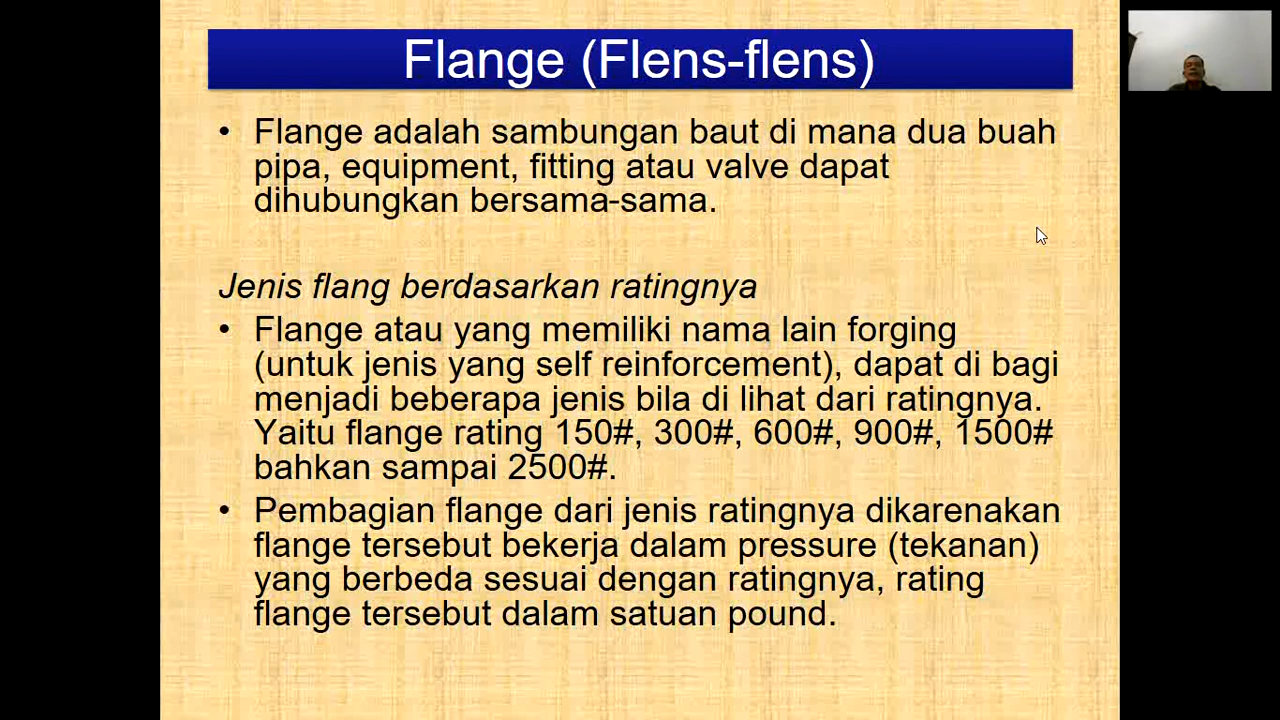 Flange (Flens-flens)
• Flange adalah sambungan baut di mana dua buah
pipa, equipment, fitting atau valve dapat
dihubungkan bersama-sama.
Jenis flang berdasarkan ratingnya
• Flange atau yang memiliki nama lain forging
(untuk jenis yang self reinforcement), dapat di bagi
menjadi beberapa jenis bila di lihat dari ratingnya.
Yaitu flange rating 150#, 300#, 600#, 900#, 1500#
bahkan sampai 2500#.
• Pembagian flange dari jenis ratingnya dikarenakan
flange tersebut bekerja dalam pressure (tekanan)
yang berbeda sesuai dengan ratingnya, rating
flange tersebut dalam satuan pound.